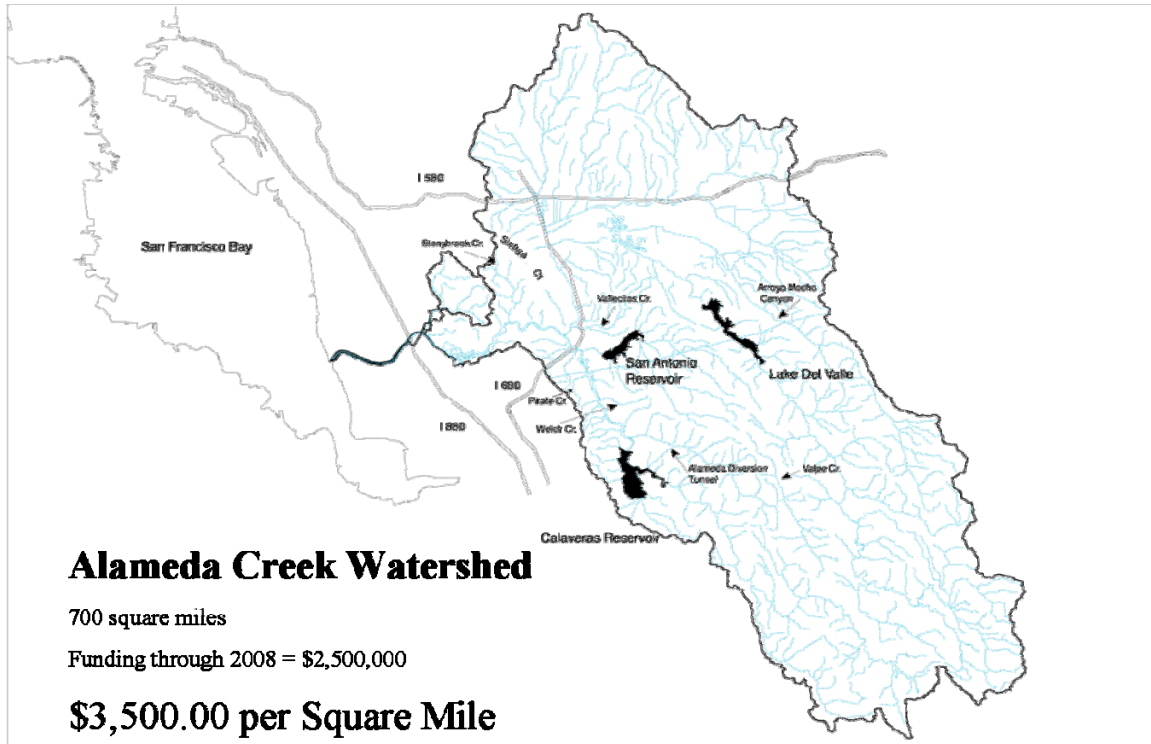 I 580
San Francisco Bay
Stonybrook Cr.
Sinbad
Cr.
Vallecitos Cr.
Arroyo Mocho
Canyon
San Antonio
Reservoir
Lake Del Valle
I 680
Pirate Cr.
Welch Cr.
I 880
Alameda Diversion
Tunnel
Valpe Cr.
Calaveras Reservoir
Alameda Creek Watershed
700 square miles
Funding through 2008 = $2,500,000
$3,500.00 per Square Mile